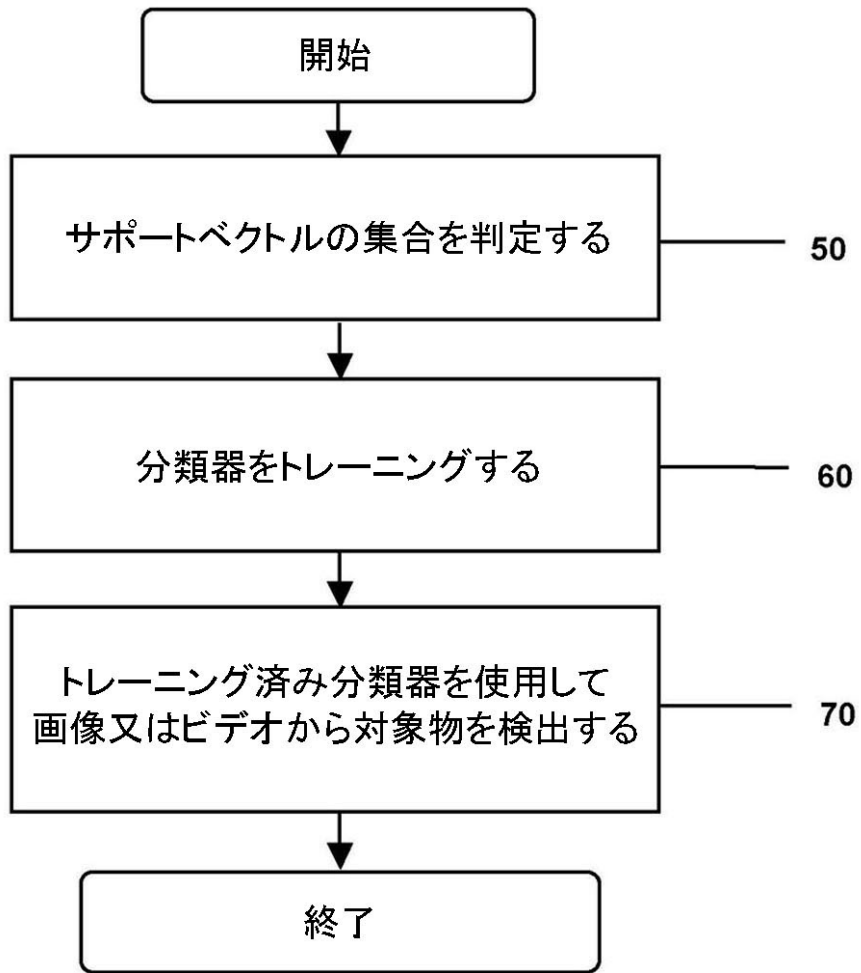 開始
サポートベクトルの集合を判定する
50
分類器をトレーニングする
60
トレーニング済み分類器を使用して
画像又はビデオから対象物を検出する
70
終了